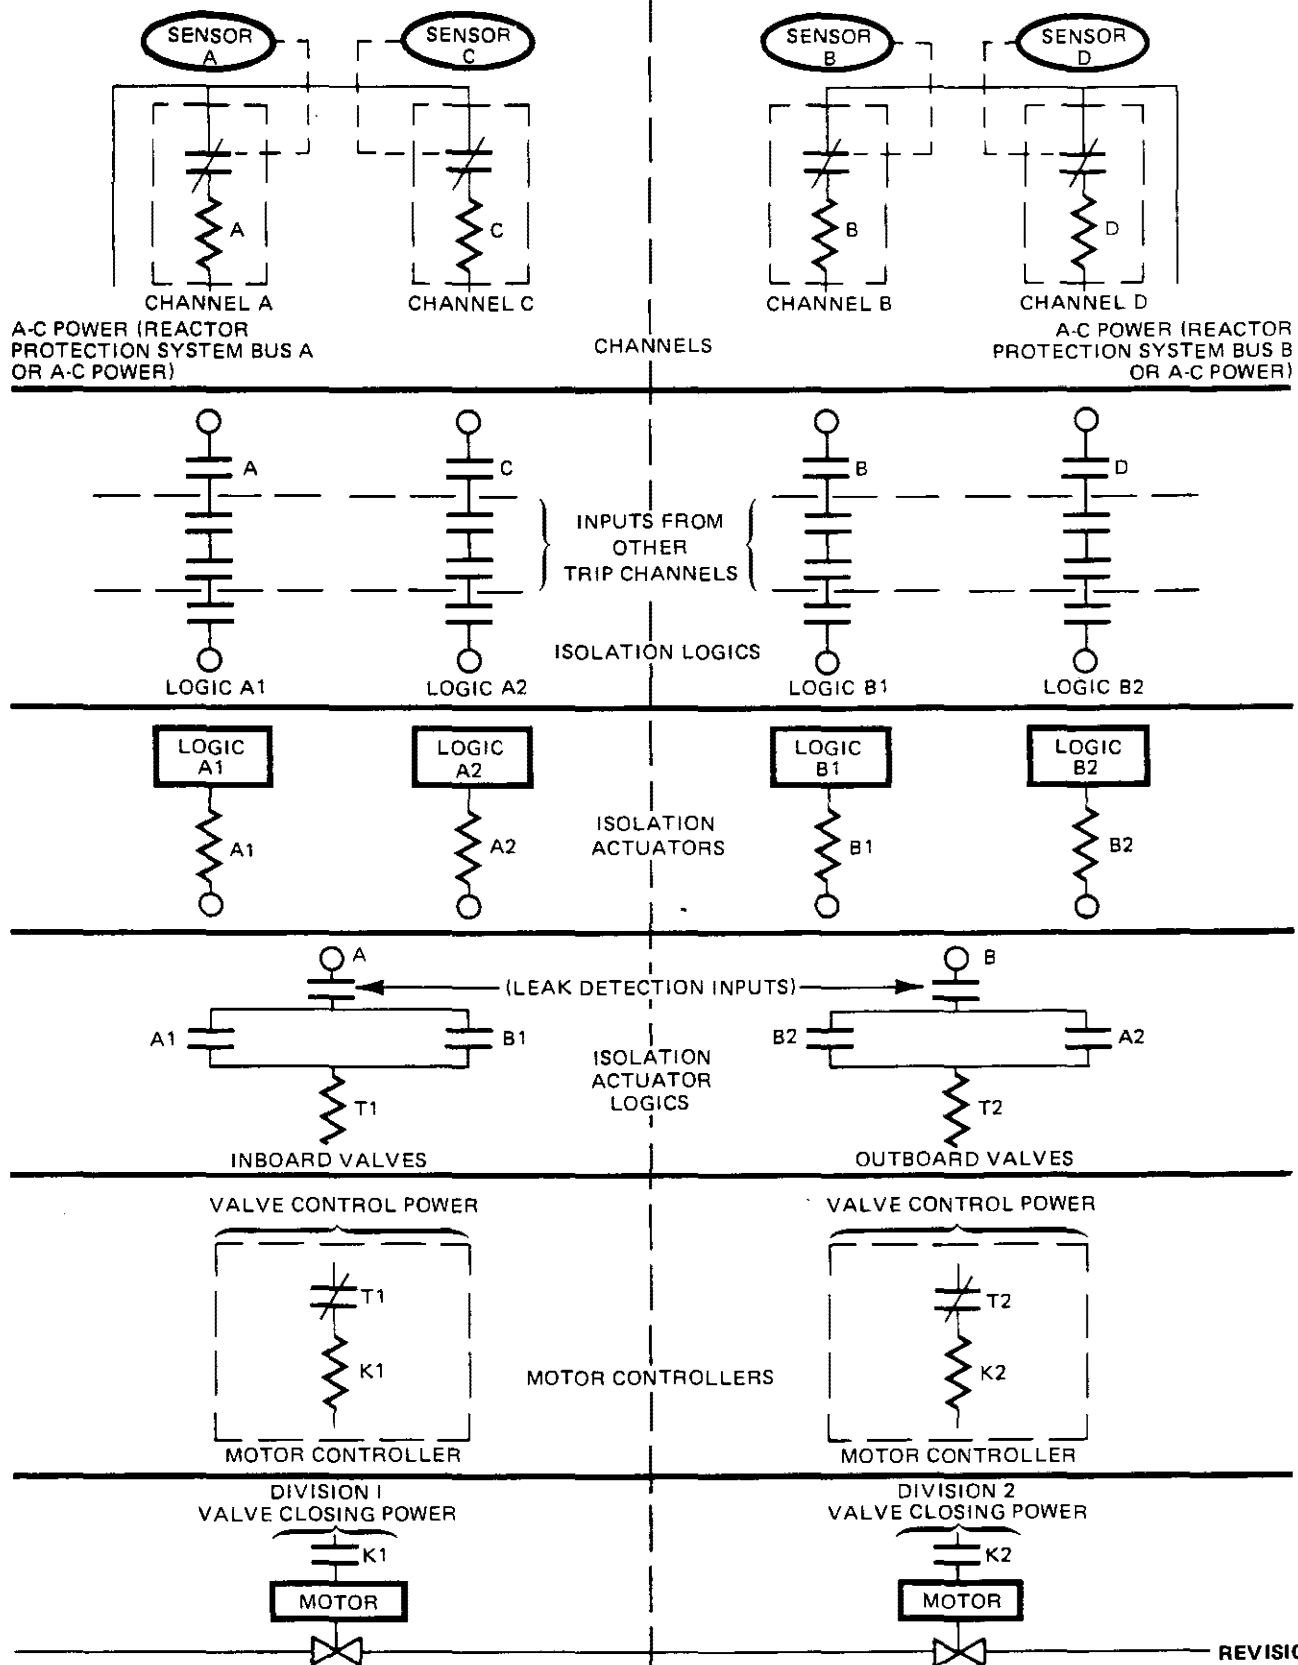 SENSOR A
SENSOR C
SENSOR B
SENSOR D
A
C
B
D
CHANNEL A
CHANNEL C
CHANNEL B
CHANNEL D
A-C POWER (REACTOR
PROTECTION SYSTEM BUS A
OR A-C POWER)
CHANNELS
A-C POWER (REACTOR
PROTECTION SYSTEM BUS B
OR A-C POWER)
A
C
B
D
INPUTS FROM
OTHER
TRIP CHANNELS
ISOLATION LOGICS
LOGIC A1
LOGIC A2
LOGIC B1
LOGIC B2
LOGIC
A1
LOGIC
A2
LOGIC
B1
LOGIC
B2
A1
A2
ISOLATION
ACTUATORS
B1
B2
A
B
(LEAK DETECTION INPUTS)
A1
B1
B2
A2
ISOLATION
ACTUATOR
LOGICS
T1
T2
INBOARD VALVES
OUTBOARD VALVES
VALVE CONTROL POWER
VALVE CONTROL POWER
T1
T2
K1
K2
MOTOR CONTROLLERS
MOTOR CONTROLLER
MOTOR CONTROLLER
DIVISION I
VALVE CLOSING POWER
DIVISION 2
VALVE CLOSING POWER
K1
K2
MOTOR
MOTOR